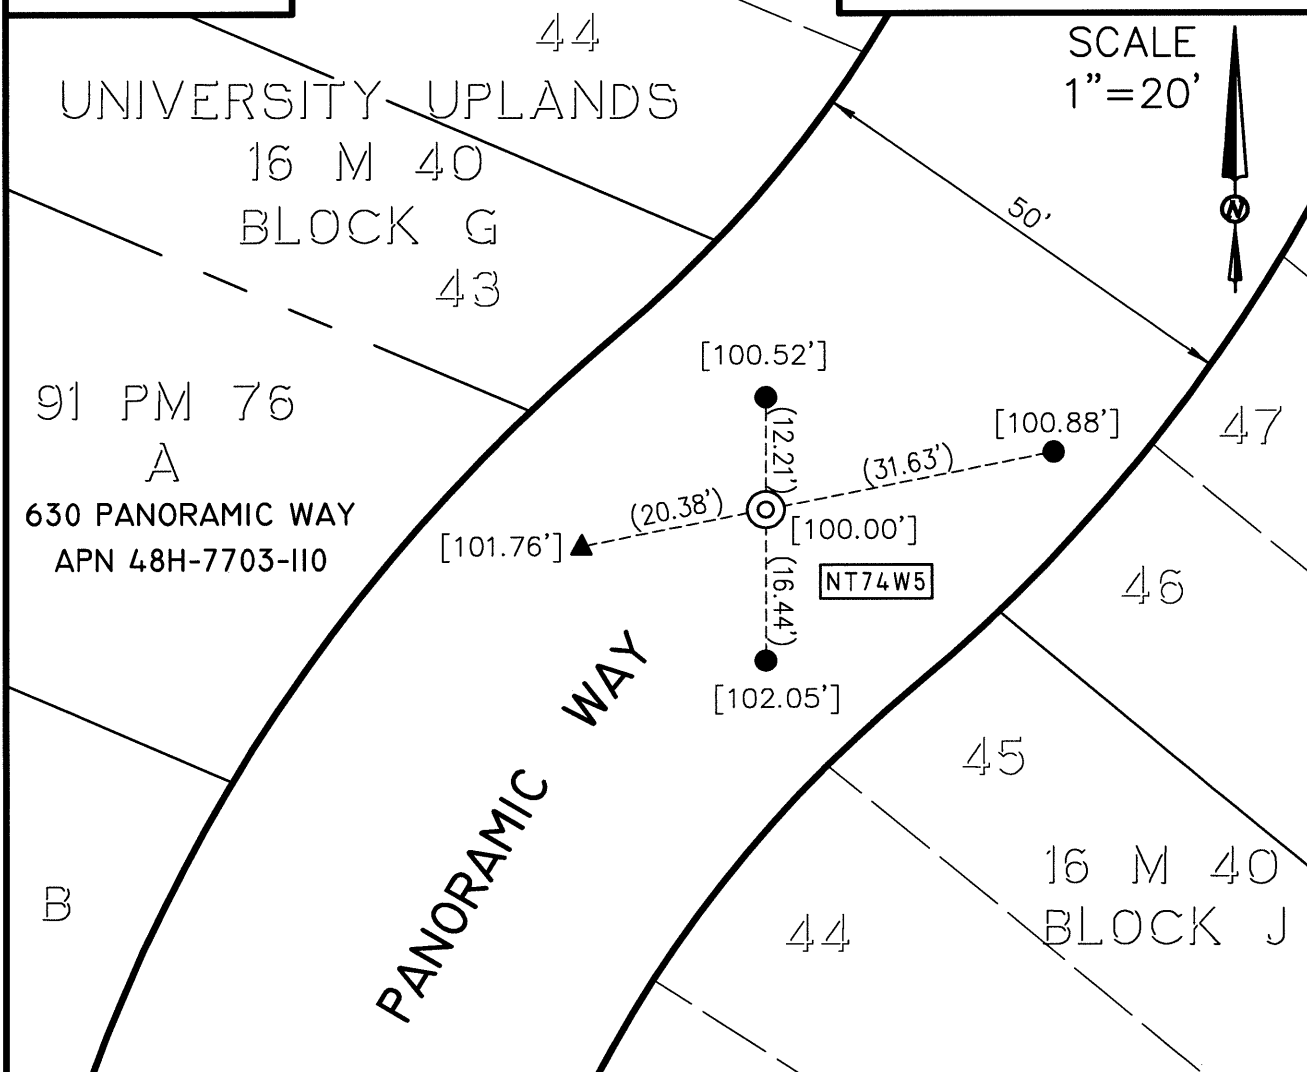 44
SCALE
1"=20'
UNIVERSITY UPLANDS
16 M 40
BLOCK G
43
50'
N
91 PM 76
A
630 PANORAMIC WAY
APN 48H-7703-110
[100.52']
(12.21')
[100.88']
(31.63')
(20.38')
[101.76']
[100.00']
(16.44')
NT74W5
[102.05']
47
46
45
PANORAMIC WAY
16 M 40
BLOCK J
44
B